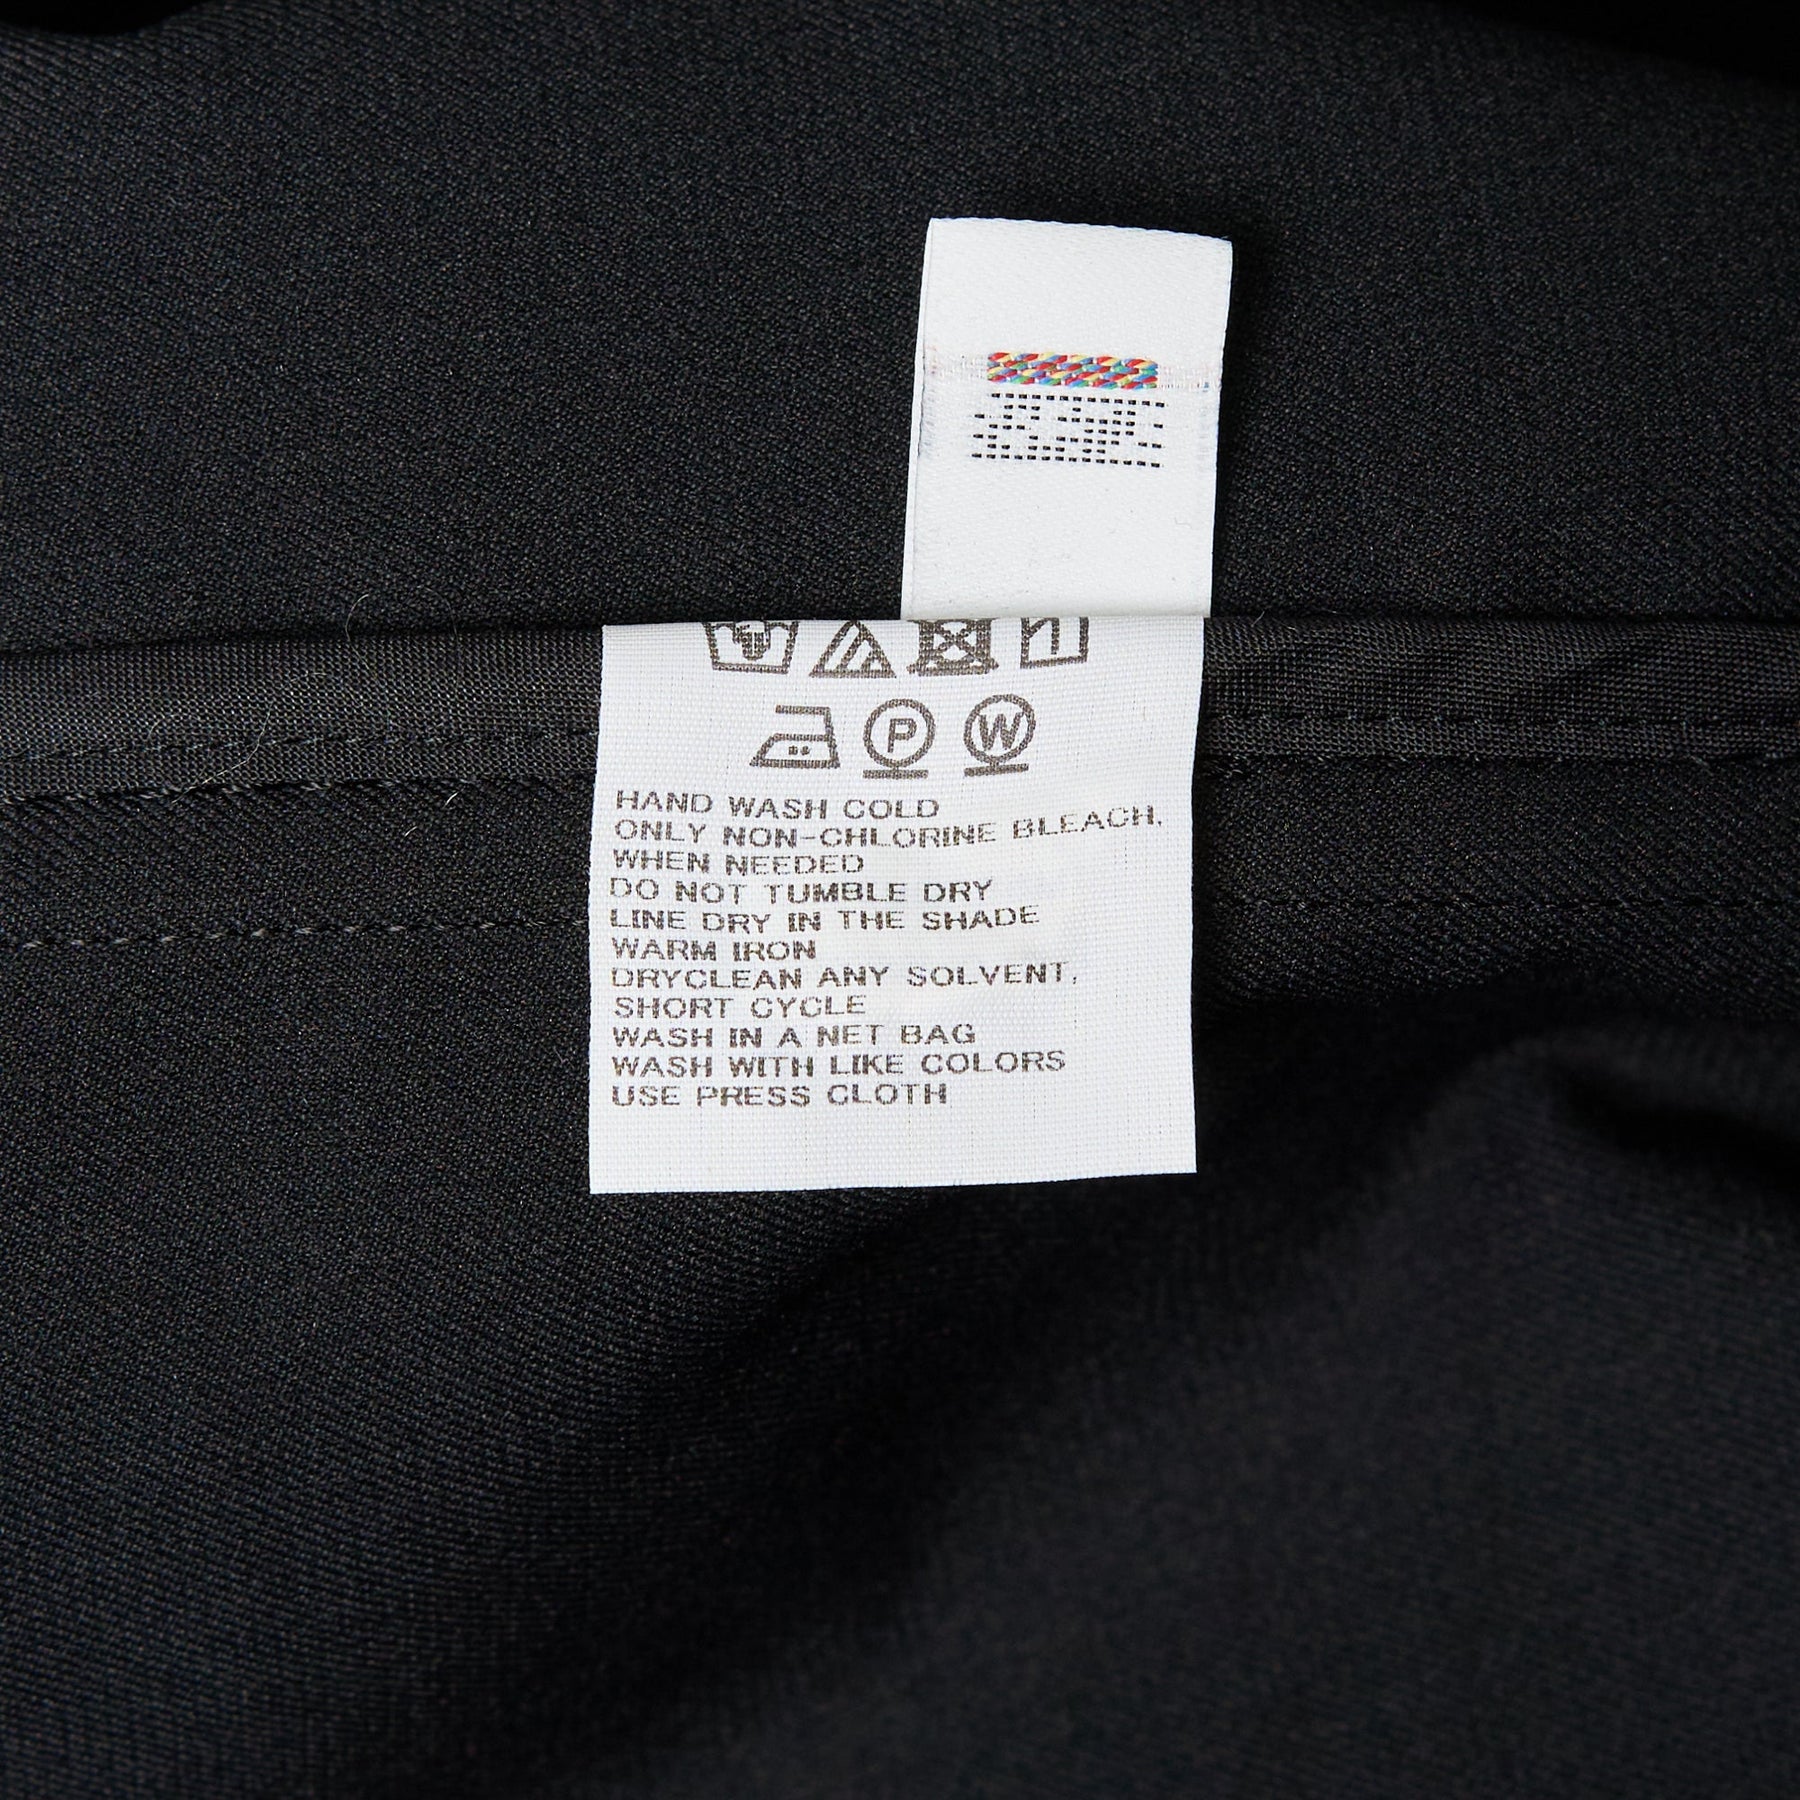 P W
HAND WASH COLD
ONLY NON-CHLORINE BLEACH,
WHEN NEEDED
DO NOT TUMBLE DRY
LINE DRY IN THE SHADE
WARM IRON
DRYCLEAN ANY SOLVENT,
SHORT CYCLE
WASH IN A NET BAG
WASH WITH LIKE COLORS
USE PRESS CLOTH